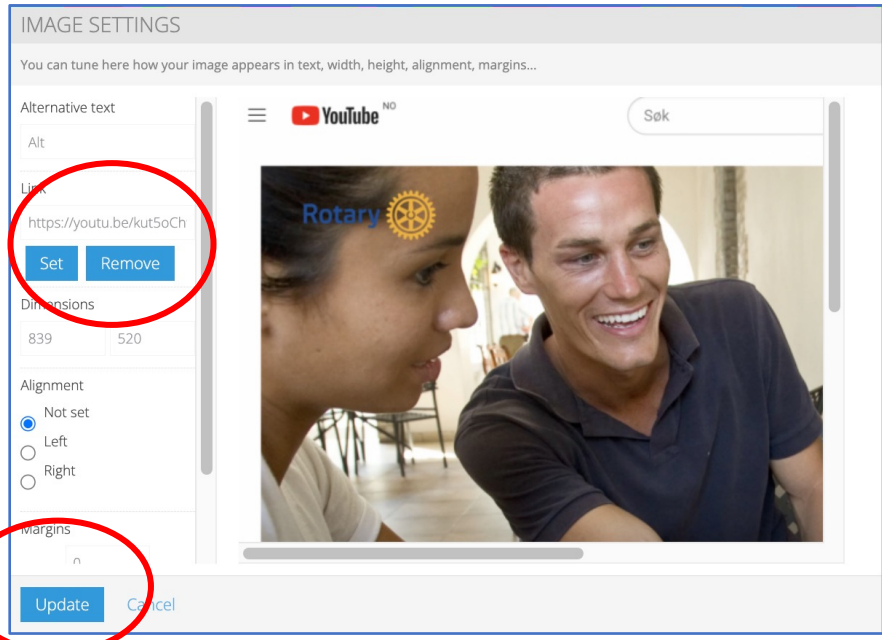 IMAGE SETTINGS
You can tune here how your image appears in text, width, height, alignment, margins...
Alternative text
Alt
Link
https://youtu.be/kut5oCh
Set Remove
Dimensions
839 520
Alignment
Not set
Left
Right
Margins
0
Update Cancel
YouTube NO
Søk
Rotary